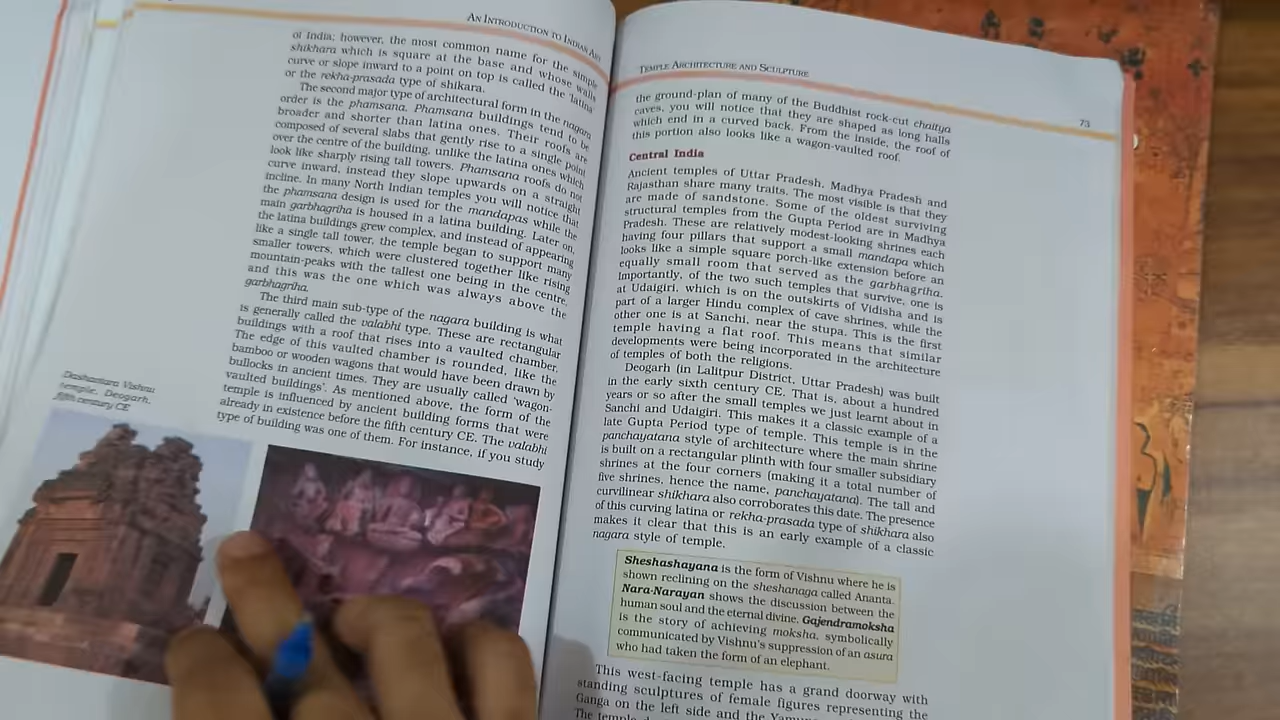 AN INTRODUCTION TO INDIAN ART
of India; however, the most common name for the simple
shikhara which is square at the base and whose walls
curve or slope inward to a point on top is called the 'latina'
or the rekha-prasada type of shikara.
The second major type of architectural form in the nagara
order is the phamsana. Phamsana buildings tend to be
broader and shorter than latina ones. Their roofs are
composed of several slabs that gently rise to a single point
over the centre of the building, unlike the latina ones which
look like sharply rising tall towers. Phamsana roofs do not
curve inward, instead they slope upwards on a straight
incline. In many North Indian temples you will notice that
the phamsana design is used for the mandapas while the
main garbhagriha is housed in a latina building. Later on,
the latina buildings grew complex, and instead of appearing
like a single tall tower, the temple began to support many
smaller towers, which were clustered together like rising
mountain-peaks with the tallest one being in the centre,
and this was the one which was always above the
garbhagriha.
The third main sub-type of the nagara building is what
is generally called the valabhi type. These are rectangular
buildings with a roof that rises into a vaulted chamber.
The edge of this vaulted chamber is rounded, like the
bamboo or wooden wagons that would have been drawn by
bullocks in ancient times. They are usually called 'wagon-
vaulted buildings'. As mentioned above, the form of the
temple is influenced by ancient building forms that were
already in existence before the fifth century CE. The valabhi
type of building was one of them. For instance, if you study
Dashavtara Vishnu
temple, Deogarh,
fifth century CE
TEMPLE ARCHITECTURE AND SCULPTURE
73
the ground-plan of many of the Buddhist rock-cut chaitya
caves, you will notice that they are shaped as long halls
which end in a curved back. From the inside, the roof of
this portion also looks like a wagon-vaulted roof.
Central India
Ancient temples of Uttar Pradesh, Madhya Pradesh and
Rajasthan share many traits. The most visible is that they
are made of sandstone. Some of the oldest surviving
structural temples from the Gupta Period are in Madhya
Pradesh. These are relatively modest-looking shrines each
having four pillars that support a small mandapa which
looks like a simple square porch-like extension before an
equally small room that served as the garbhagriha.
Importantly, of the two such temples that survive, one is
at Udaigiri, which is on the outskirts of Vidisha and is
part of a larger Hindu complex of cave shrines, while the
other one is at Sanchi, near the stupa. This is the first
temple having a flat roof. This means that similar
developments were being incorporated in the architecture
of temples of both the religions.
Deogarh (in Lalitpur District, Uttar Pradesh) was built
in the early sixth century CE. That is, about a hundred
years or so after the small temples we just learnt about in
Sanchi and Udaigiri. This makes it a classic example of a
late Gupta Period type of temple. This temple is in the
panchayatana style of architecture where the main shrine
is built on a rectangular plinth with four smaller subsidiary
shrines at the four corners (making it a total number of
five shrines, hence the name, panchayatana). The tall and
curvilinear shikhara also corroborates this date. The presence
of this curving latina or rekha-prasada type of shikhara also
makes it clear that this is an early example of a classic
nagara style of temple.
Sheshashayana is the form of Vishnu where he is
shown reclining on the sheshanaga called Ananta.
Nara-Narayan shows the discussion between the
human soul and the eternal divine. Gajendramoksha
is the story of achieving moksha, symbolically
communicated by Vishnu's suppression of an asura
who had taken the form of an elephant.
This west-facing temple has a grand doorway with
standing sculptures of female figures representing the
Ganga on the left side and the
The temple